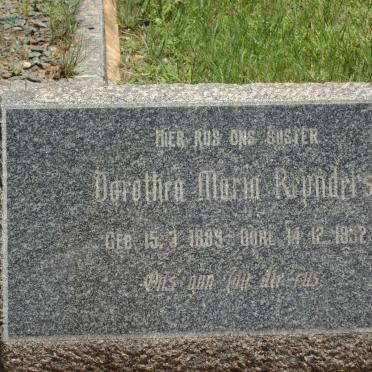 HIER RUS ONS SUSTER
Dorothea Maria Reynders
GEB. 15. 3. 1889 - OORL. 14. 12. 1952
Ons gun jou die rus.